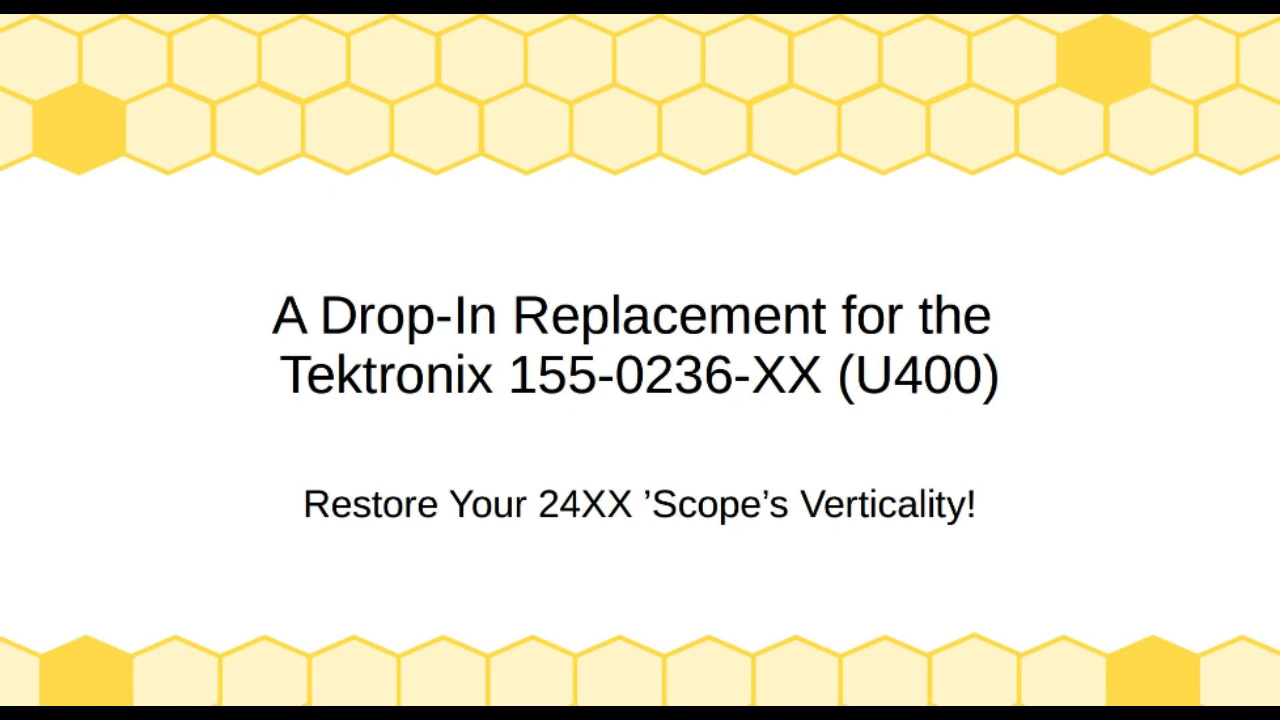 A Drop-In Replacement for the
Tektronix 155-0236-XX (U400)
Restore Your 24XX ’Scope’s Verticality!